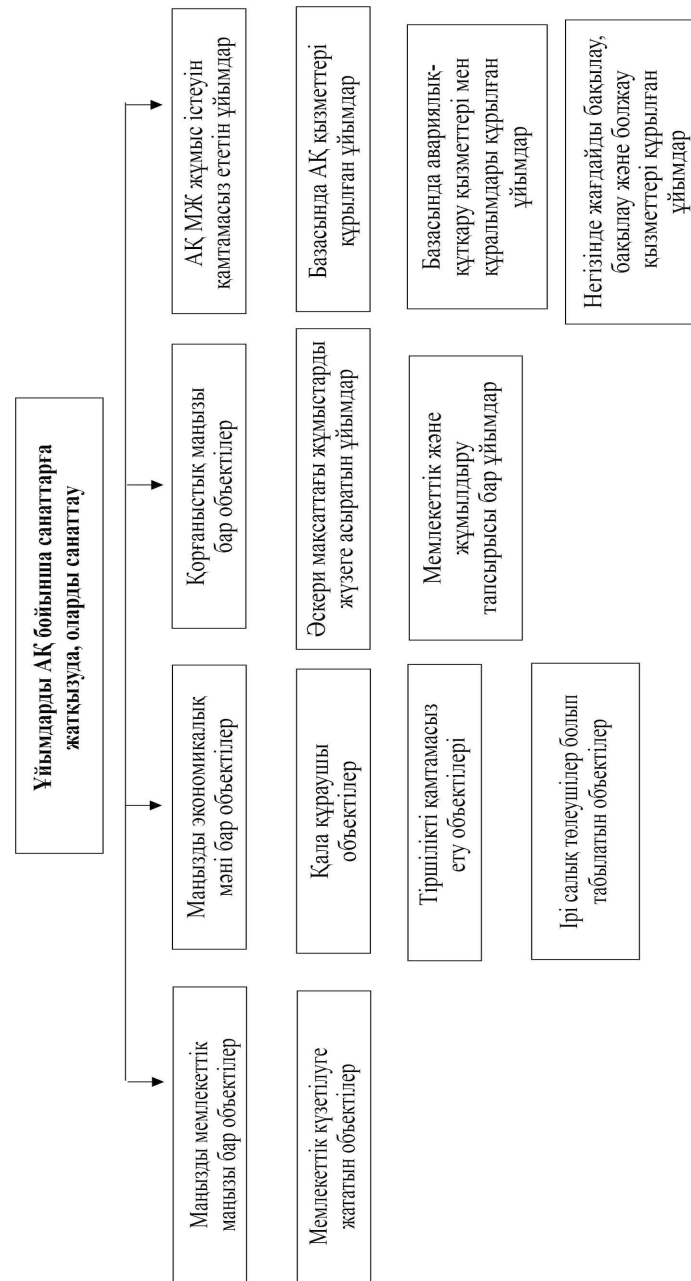 Ұйымдарды АҚ бойынша санаттарға
жатқызуда, оларды санаттау
Маңызды мемлекеттік
маңызы бар объектілер
Мемлекеттік күзетілуге
жататын объектілер
Маңызды экономикалық
мәні бар объектілер
Қала құраушы
объектілер
Тіршілікті қамтамасыз
ету объектілері
Ірі салық төлеушілер болып
табылатын объектілер
Қорғаныстық маңызы
бар объектілер
Әскери мақсаттағы жұмыстарды
жүзеге асыратын ұйымдар
Мемлекеттік және
жұмылдыру
тапсырысы бар ұйымдар
АҚ МЖ жұмыс істеуін
қамтамасыз ететін ұйымдар
Базасында АҚ қызметтері
құрылған ұйымдар
Базасында авариялық-
құтқару қызметтері мен
құралымдары құрылған
ұйымдар
Негізінде жағдайды бақылау,
бақылау және болжау
қызметтері құрылған
ұйымдар